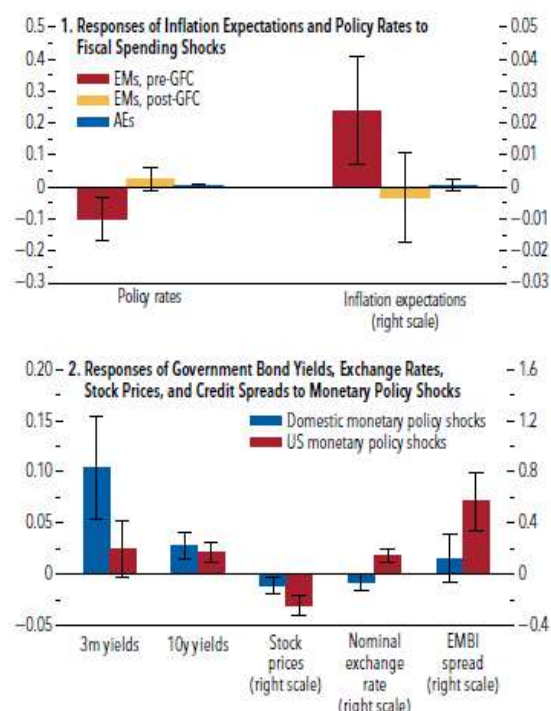 1. Responses of Inflation Expectations and Policy Rates to
Fiscal Spending Shocks
EMs, pre-GFC
EMs, post-GFC
AEs
0.5
0.4
0.3
0.2
0.1
0
−0.1
−0.2
−0.3
0.05
0.04
0.03
0.02
0.01
0
−0.01
−0.02
−0.03
Policy rates
Inflation expectations
(right scale)
2. Responses of Government Bond Yields, Exchange Rates,
Stock Prices, and Credit Spreads to Monetary Policy Shocks
Domestic monetary policy shocks
US monetary policy shocks
0.20
0.15
0.10
0.05
0
−0.05
1.6
1.2
0.8
0.4
0
−0.4
3m yields
10y yields
Stock
prices
(right scale)
Nominal
exchange
rate
(right scale)
EMBI
spread
(right scale)